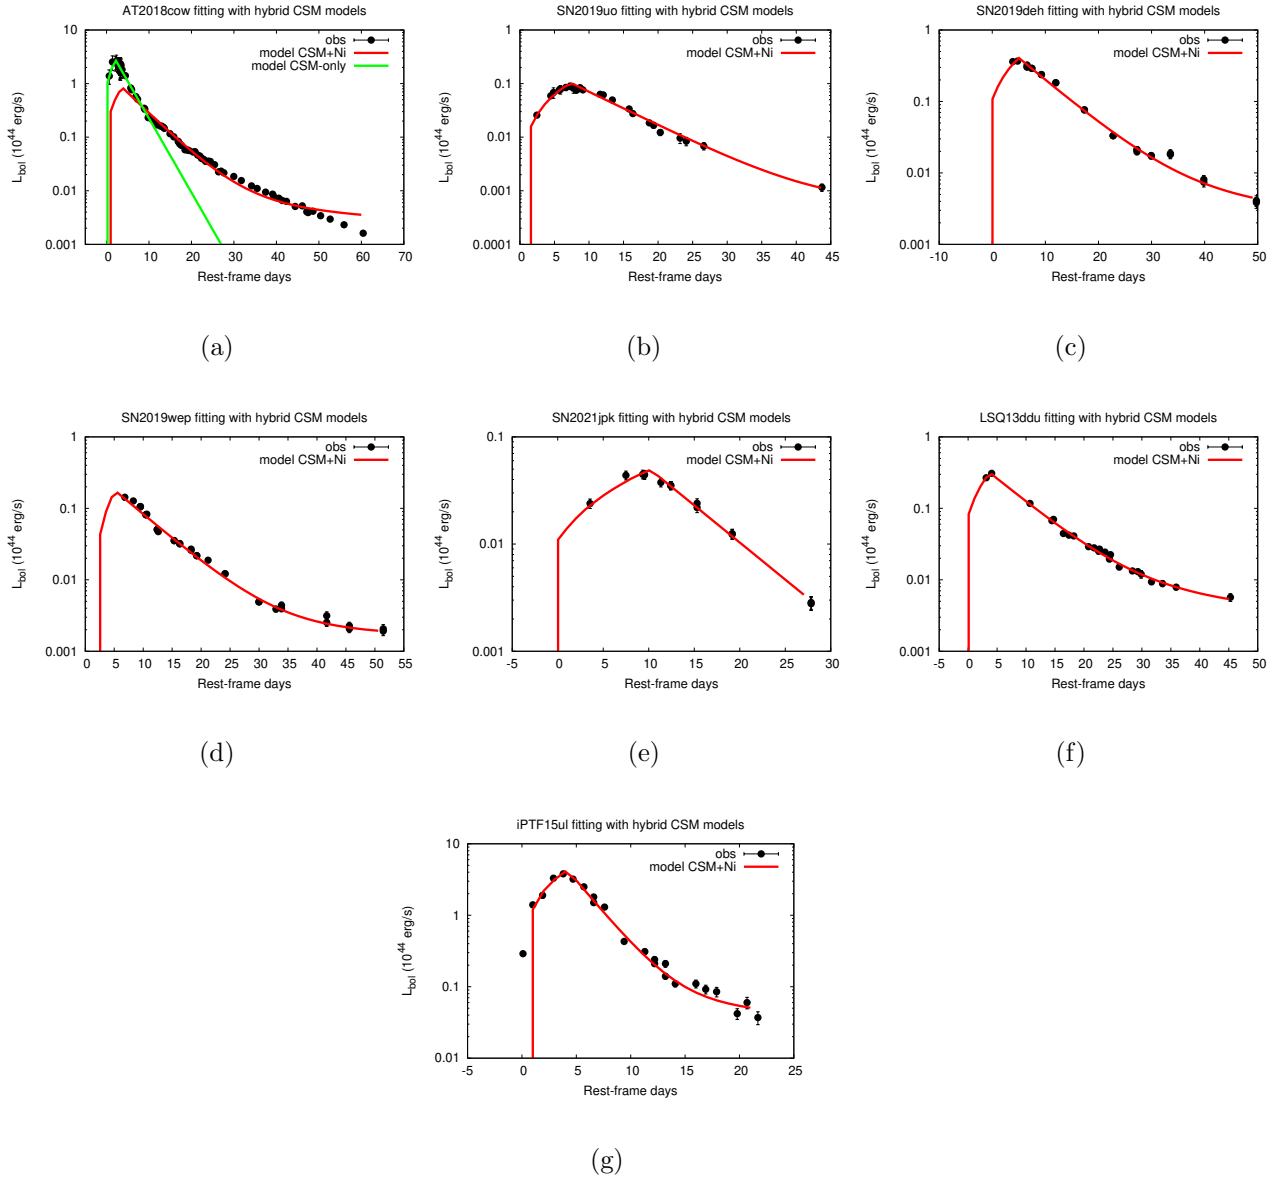 AT2018cow fitting with hybrid CSM models
obs
model CSM+Ni
model CSM-only
10
1
0.1
0.01
0.001
L_bol (10^44 erg/s)
0 10 20 30 40 50 60 70
Rest-frame days
(a)
SN2019uo fitting with hybrid CSM models
obs
model CSM+Ni
1
0.1
0.01
0.001
0.0001
L_bol (10^44 erg/s)
0 5 10 15 20 25 30 35 40 45
Rest-frame days
(b)
SN2019deh fitting with hybrid CSM models
obs
model CSM+Ni
1
0.1
0.01
0.001
L_bol (10^44 erg/s)
-10 0 10 20 30 40 50
Rest-frame days
(c)
SN2019wep fitting with hybrid CSM models
obs
model CSM+Ni
1
0.1
0.01
0.001
L_bol (10^44 erg/s)
0 5 10 15 20 25 30 35 40 45 50 55
Rest-frame days
(d)
SN2021jpk fitting with hybrid CSM models
obs
model CSM+Ni
0.1
0.01
0.001
L_bol (10^44 erg/s)
-5 0 5 10 15 20 25 30
Rest-frame days
(e)
LSQ13ddu fitting with hybrid CSM models
obs
model CSM+Ni
1
0.1
0.01
0.001
L_bol (10^44 erg/s)
-5 0 5 10 15 20 25 30 35 40 45 50
Rest-frame days
(f)
iPTF15ul fitting with hybrid CSM models
obs
model CSM+Ni
10
1
0.1
0.01
L_bol (10^44 erg/s)
-5 0 5 10 15 20 25
Rest-frame days
(g)